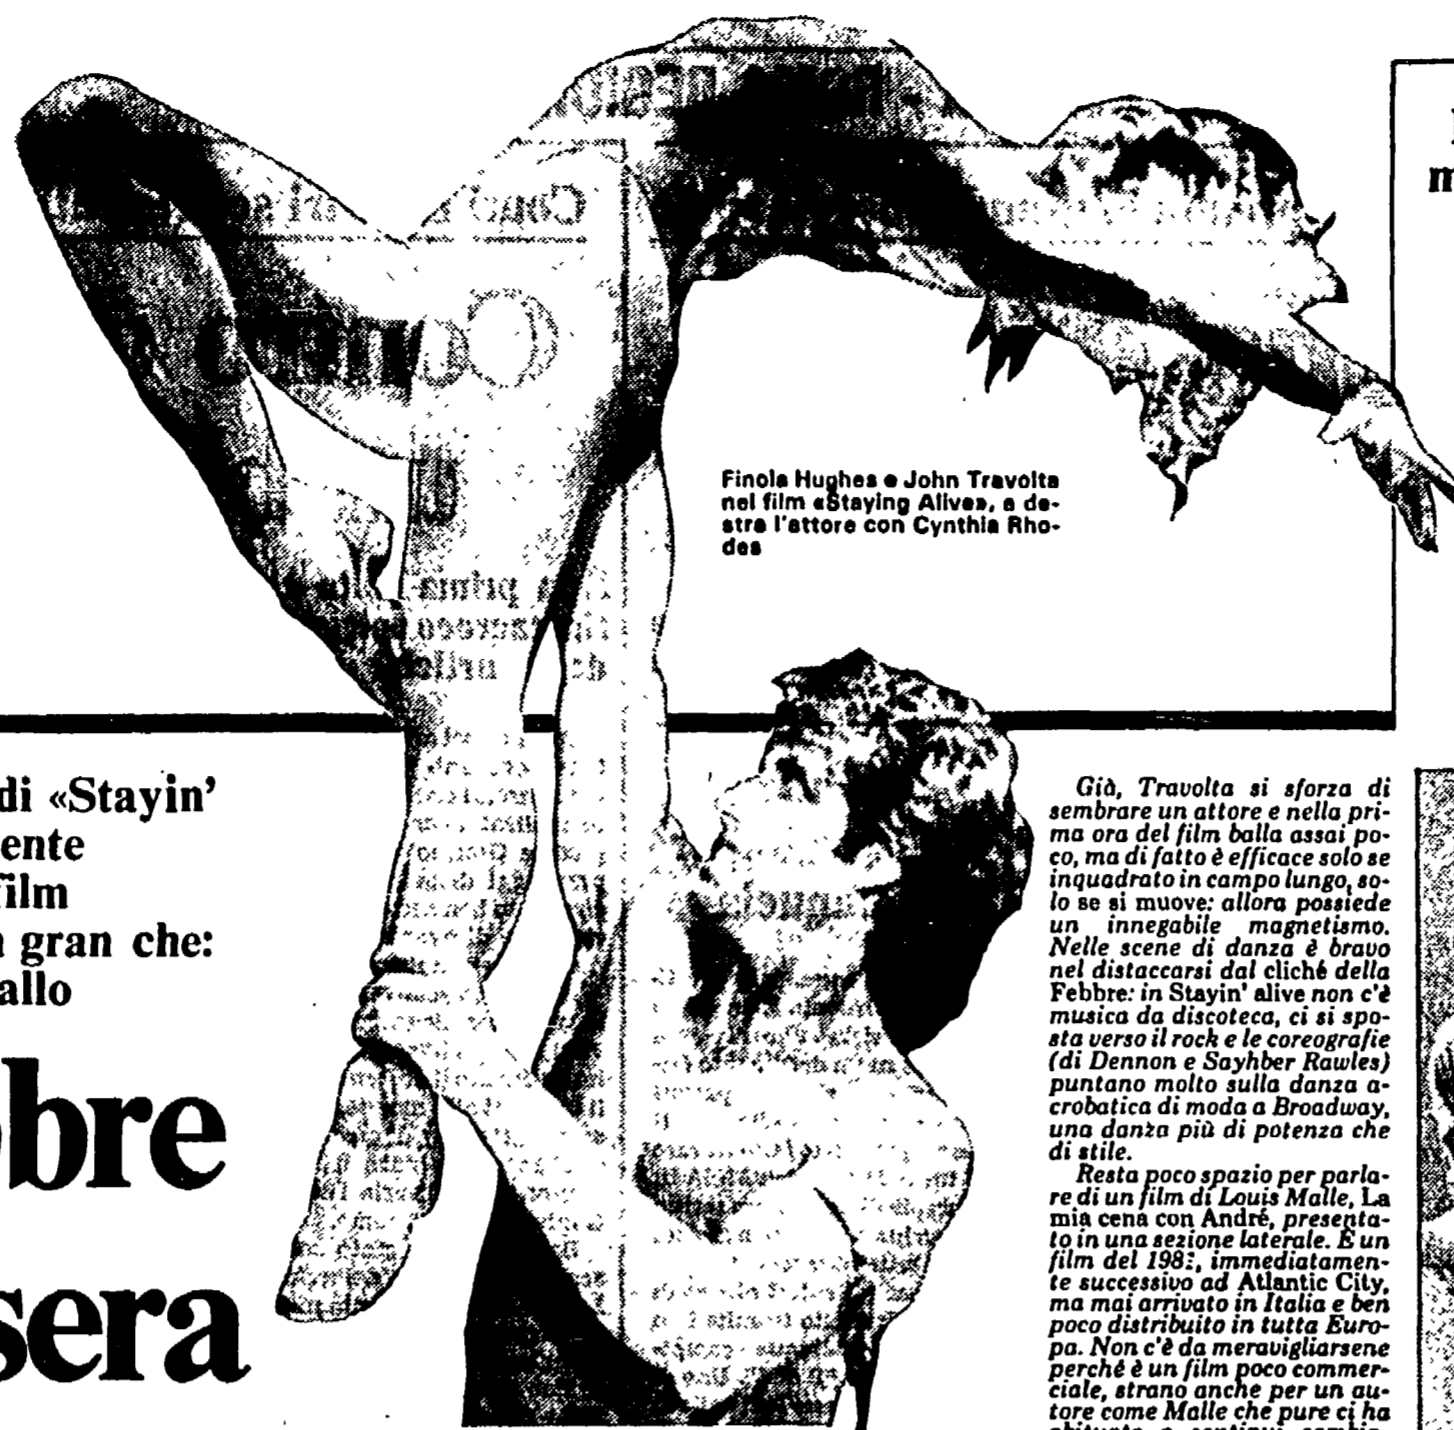 m
Finola Hughes e John Travolta
nel film «Staying Alive», a de-
stra l'attore con Cynthia Rho-
des
di «Stayin'
ente
film
gran che:
allo
bre
sera
Già, Travolta si sforza di
sembrare un attore e nella pri-
ma ora del film balla assai po-
co, ma di fatto è efficace solo se
inquadrato in campo lungo, so-
lo se si muove: allora possiede
un innegabile magnetismo.
Nelle scene di danza è bravo
nel distaccarsi dal cliché della
Febbre: in Stayin' alive non c'è
musica da discoteca, ci si spo-
sta verso il rock e le coreografie
(di Dennon e Sayhber Rawles)
puntano molto sulla danza a-
crobatica di moda a Broadway,
una danza più di potenza che
di stile.
Resta poco spazio per parla-
re di un film di Louis Malle, La
mia cena con André, presenta-
to in una sezione laterale. È un
film del immediatamen-
te successivo ad Atlantic City,
ma mai arrivato in Italia e ben
poco distribuito in tutta Euro-
pa. Non c'è da meravigliarsene
perché è un film poco commer-
ciale, strano anche per un au-
tore come Malle che pure ci ha